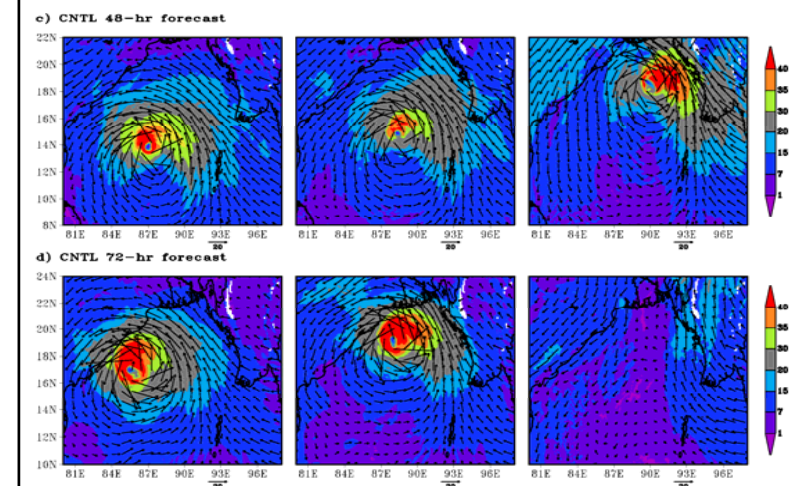 c) CNTL 48-hr forecast
22N
20N
18N
16N
14N
12N
10N
8N
81E 84E 87E 90E 93E 96E
20
81E 84E 87E 90E 93E 96E
20
81E 84E 87E 90E 93E 96E
20
40
35
30
20
15
7
1
d) CNTL 72-hr forecast
24N
22N
20N
18N
16N
14N
12N
10N
81E 84E 87E 90E 93E 96E
81E 84E 87E 90E 93E 96E
81E 84E 87E 90E 93E 96E
40
35
30
20
15
7
1